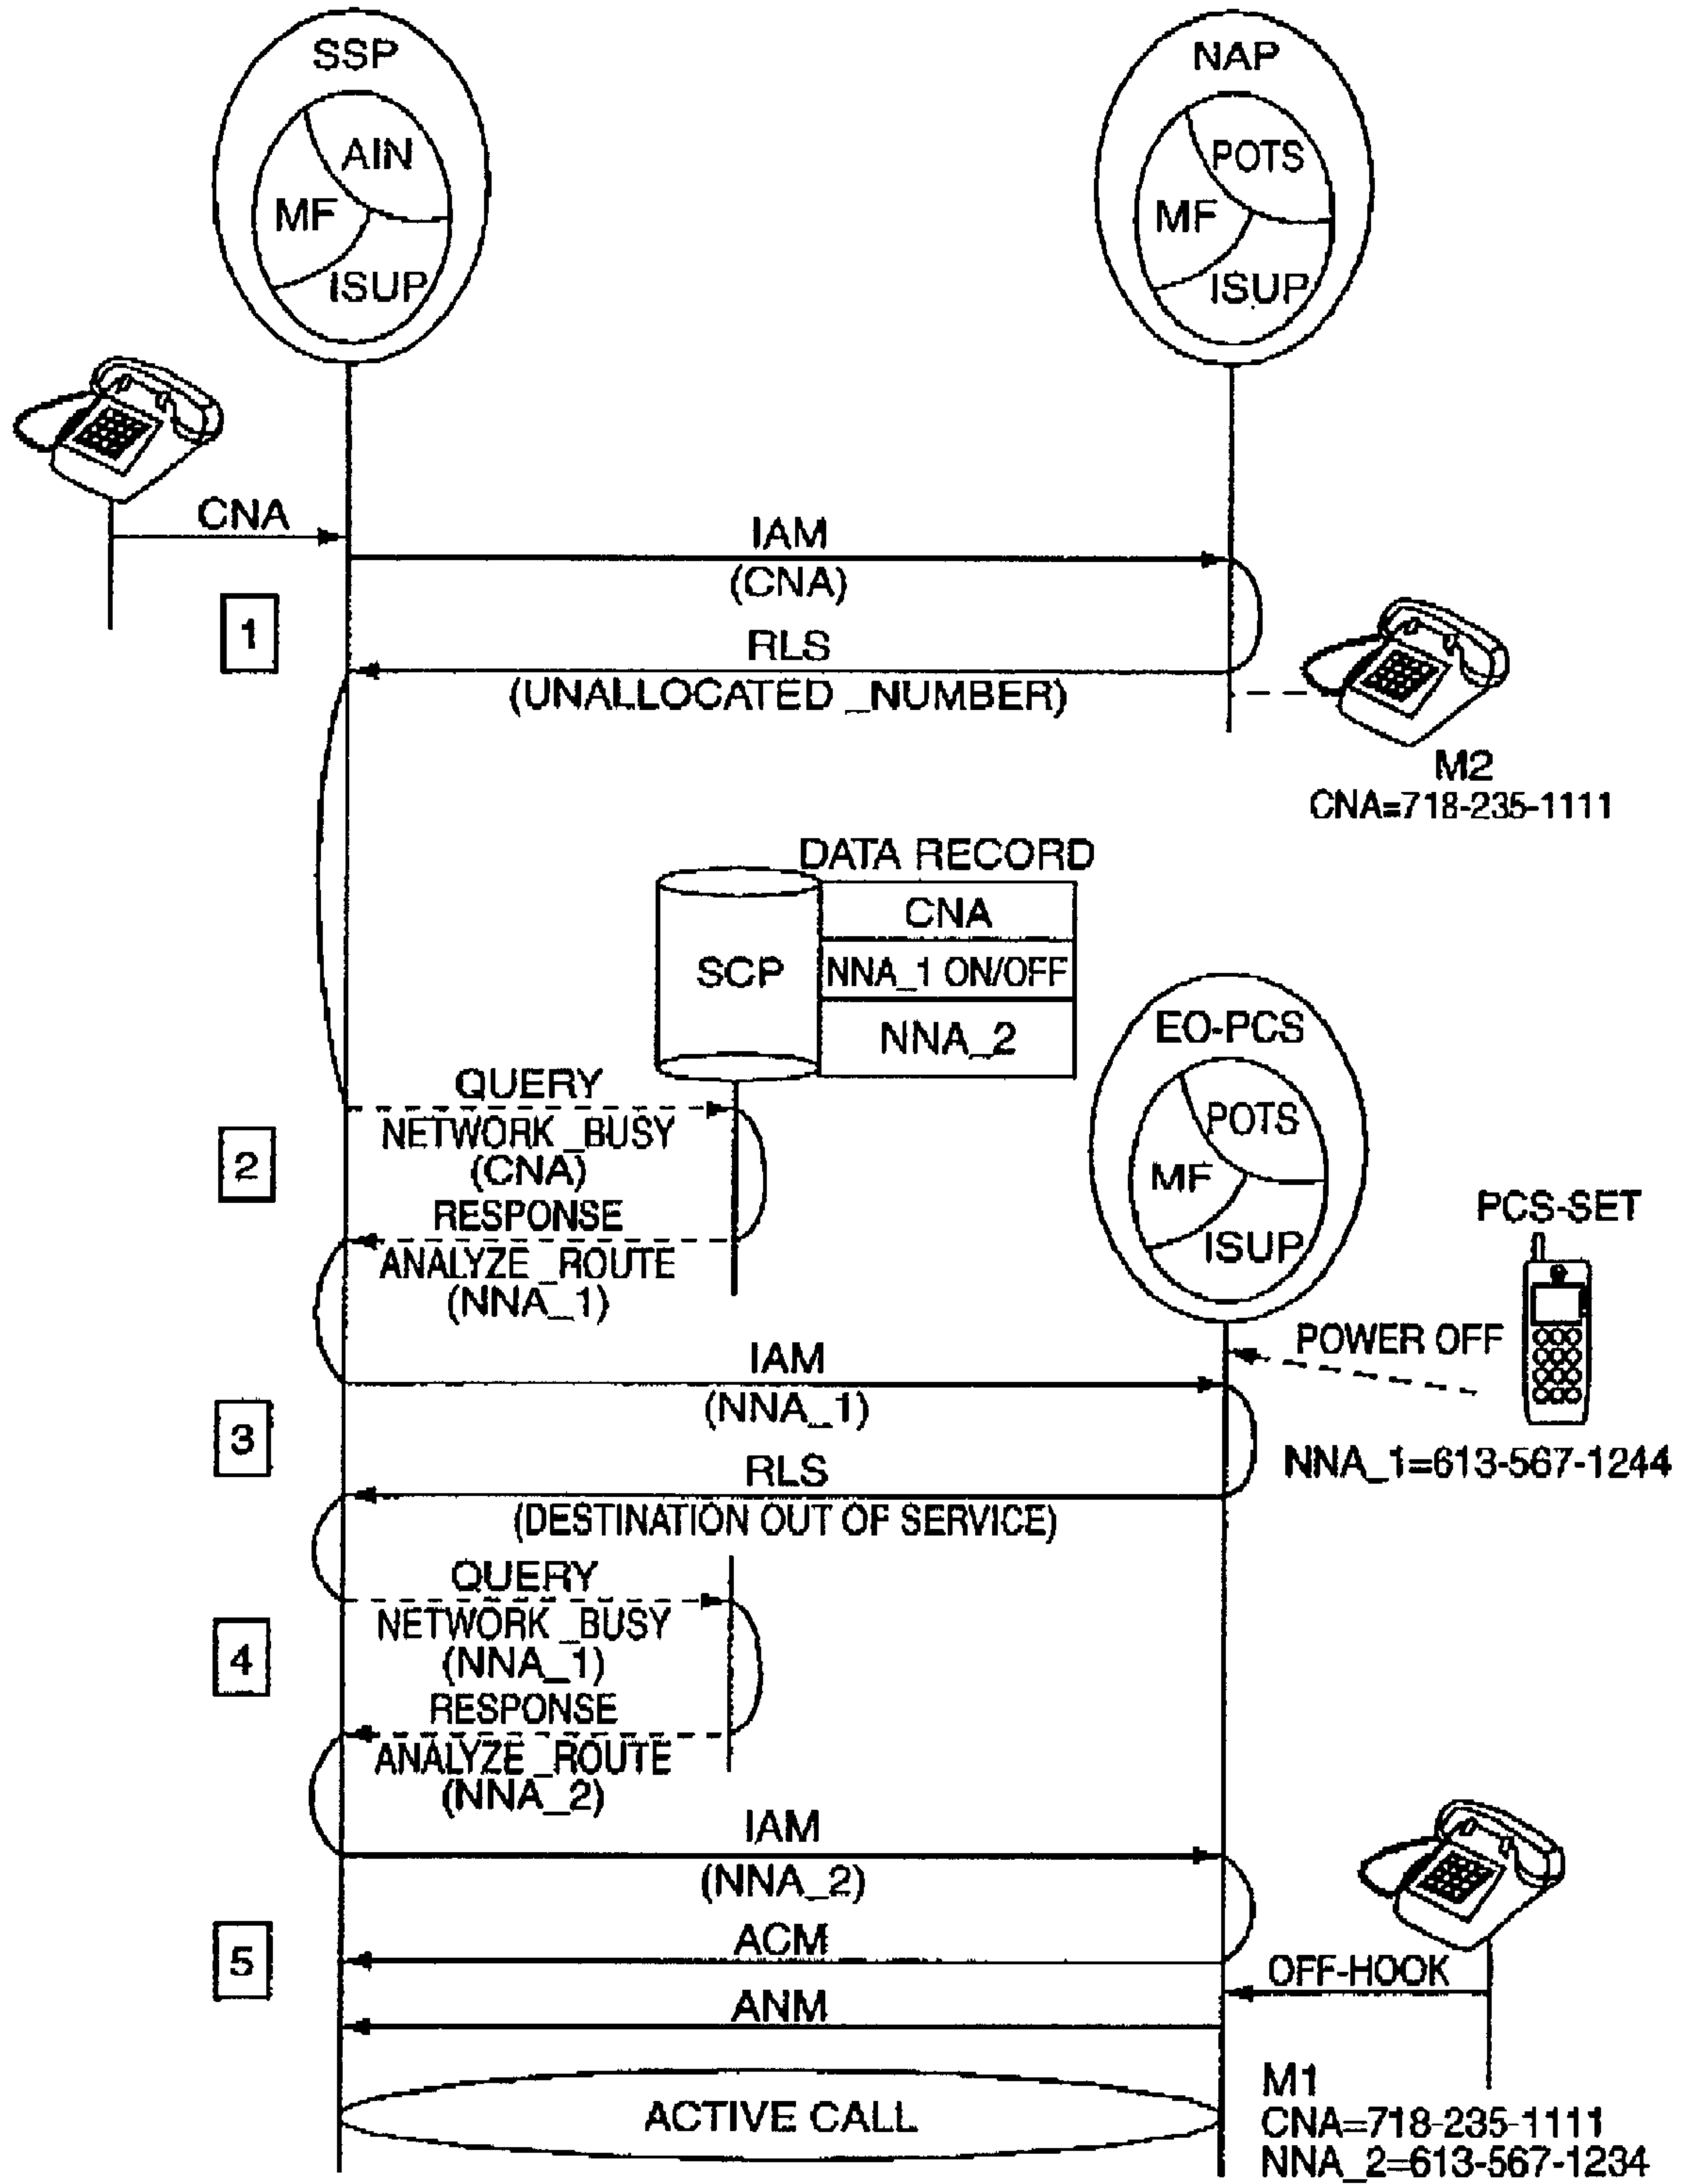 SSP
AIN
MF
ISUP
NAP
POTS
MF
ISUP
CNA
IAM
(CNA)
1
RLS
(UNALLOCATED _NUMBER)
M2
CNA=718-235-1111
DATA RECORD
CNA
SCP
NNA_1 ON/OFF
NNA_2
EO-PCS
POTS
MF
ISUP
QUERY
NETWORK _BUSY
(CNA)
2
RESPONSE
ANALYZE _ROUTE
(NNA_1)
PCS-SET
POWER OFF
IAM
(NNA_1)
3
NNA_1=613-567-1244
RLS
(DESTINATION OUT OF SERVICE)
QUERY
NETWORK _BUSY
(NNA_1)
4
RESPONSE
ANALYZE _ROUTE
(NNA_2)
IAM
(NNA_2)
5
ACM
OFF-HOOK
ANM
ACTIVE CALL
M1
CNA=718-235-1111
NNA_2=613-567-1234